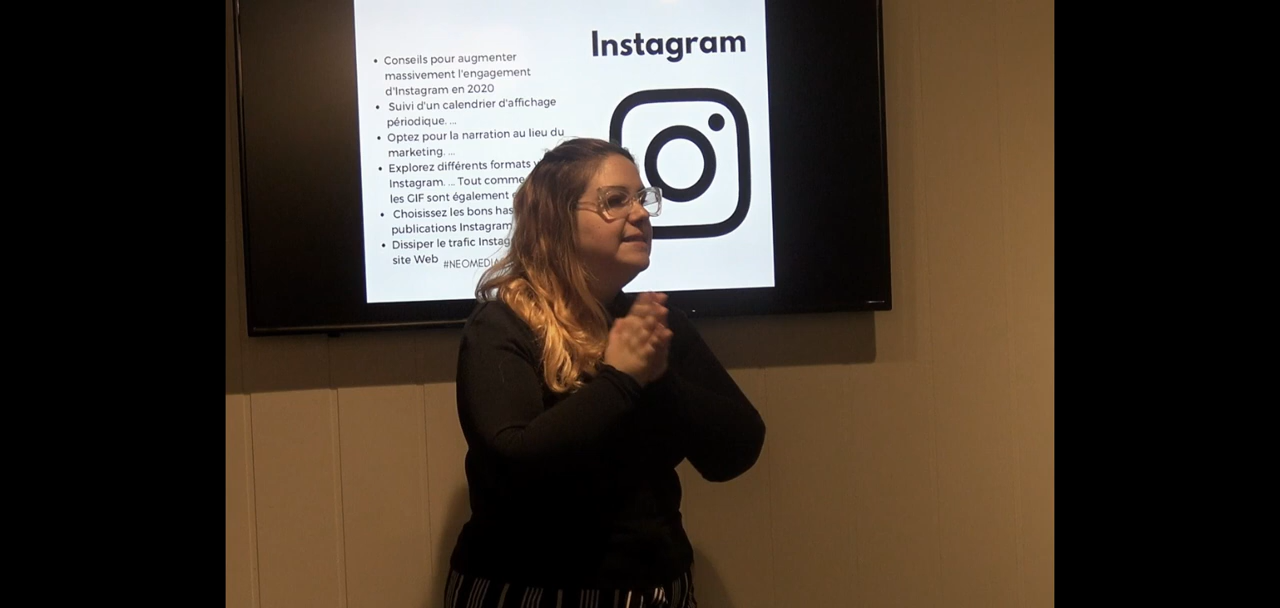 Instagram
• Conseils pour augmenter
massivement l'engagement
d'Instagram en 2020
• Suivi d'un calendrier d'affichage
périodique. ...
• Optez pour la narration au lieu du
marketing. ...
• Explorez différents formats
Instagram. ... Tout comme
les GIF sont également
• Choisissez les bons
publications Instagram
• Dissiper le trafic
site Web
#NEOMEDIA